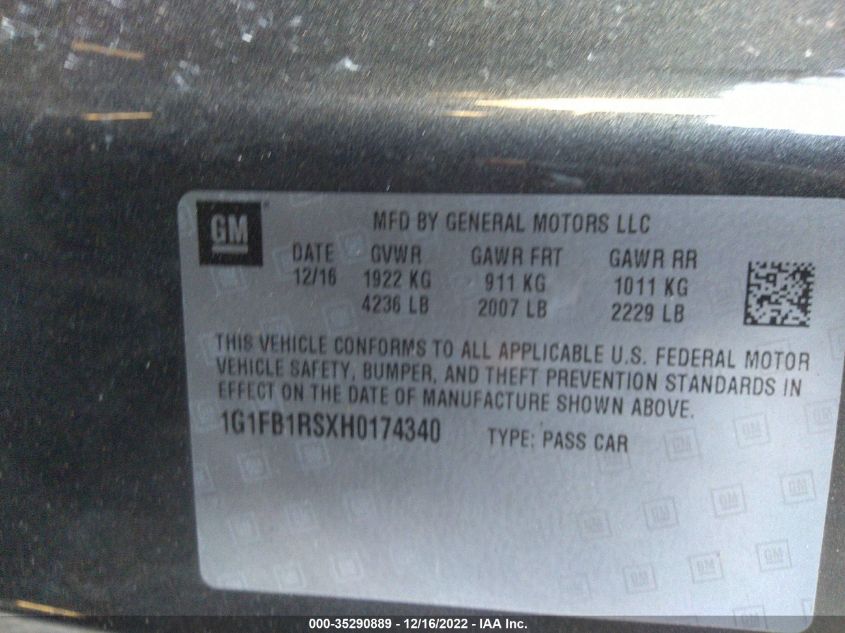 GM ®
MFD BY GENERAL MOTORS LLC
DATE GVWR GAWR FRT GAWR RR
12/16 1922 KG 911 KG 1011 KG
4236 LB 2007 LB 2229 LB
THIS VEHICLE CONFORMS TO ALL APPLICABLE U.S. FEDERAL MOTOR
VEHICLE SAFETY, BUMPER, AND THEFT PREVENTION STANDARDS IN
EFFECT ON THE DATE OF MANUFACTURE SHOWN ABOVE.
1G1FB1RSXH0174340 TYPE: PASS CAR
000-35290889 - 12/16/2022 - IAA Inc.